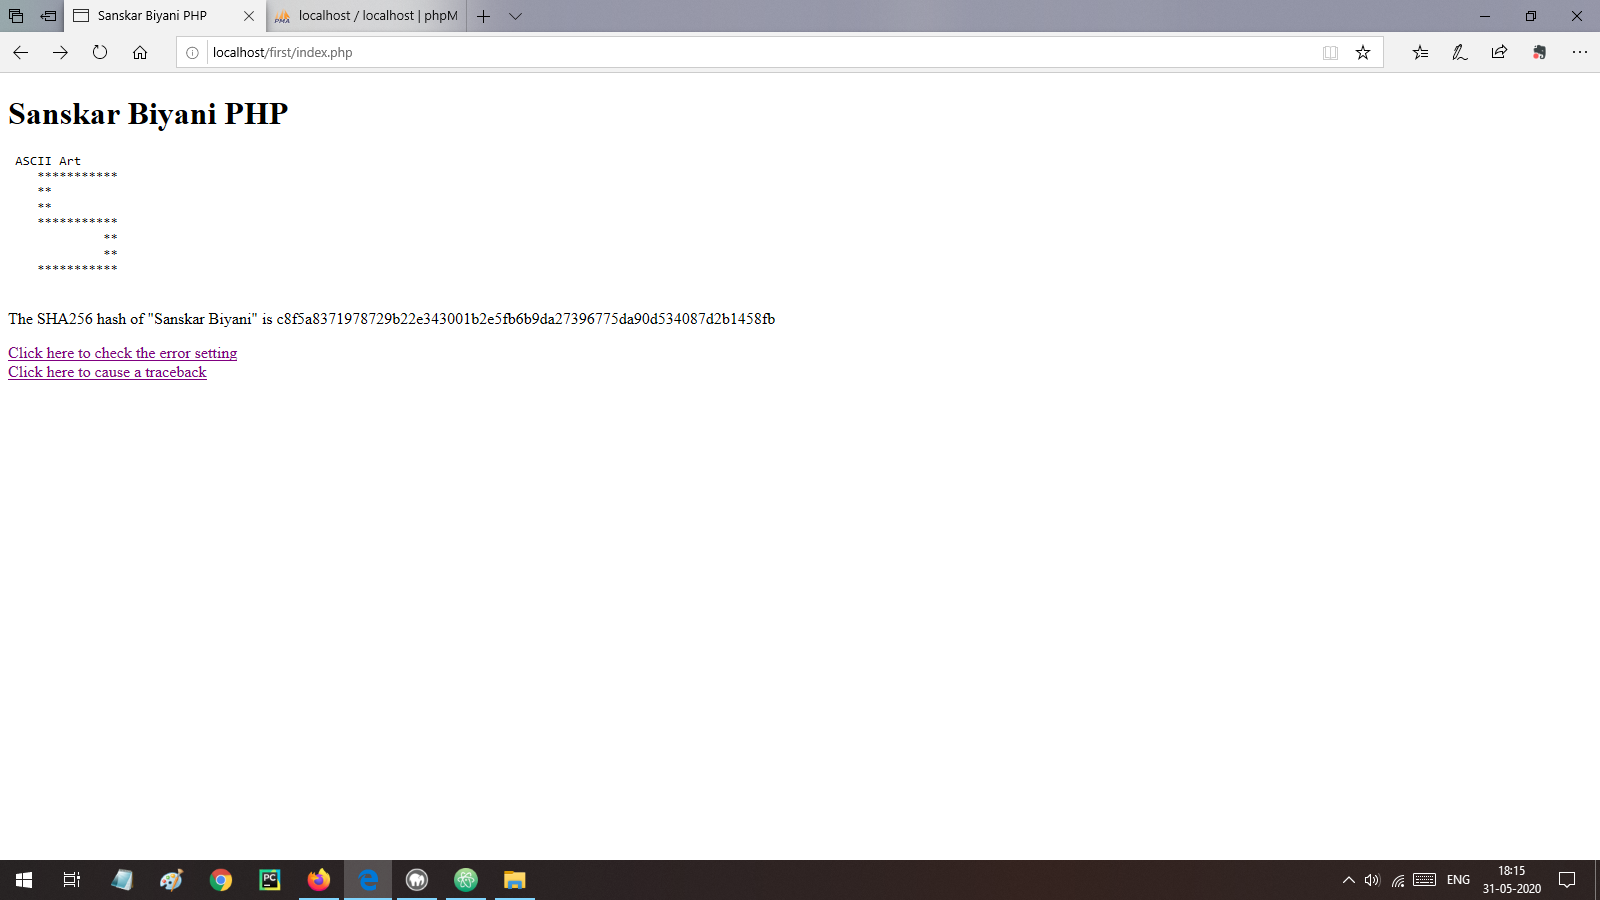 Sanskar Biyani PHP
localhost / localhost | phpM
localhost/first/index.php
Sanskar Biyani PHP
ASCII Art
***********
**
**
***********
**
**
***********
The SHA256 hash of "Sanskar Biyani" is c8f5a8371978729b22e343001b2e5fb6b9da27396775da90d534087d2b1458fb
Click here to check the error setting
Click here to cause a traceback
PMA
PC
ENG
18:15
31-05-2020